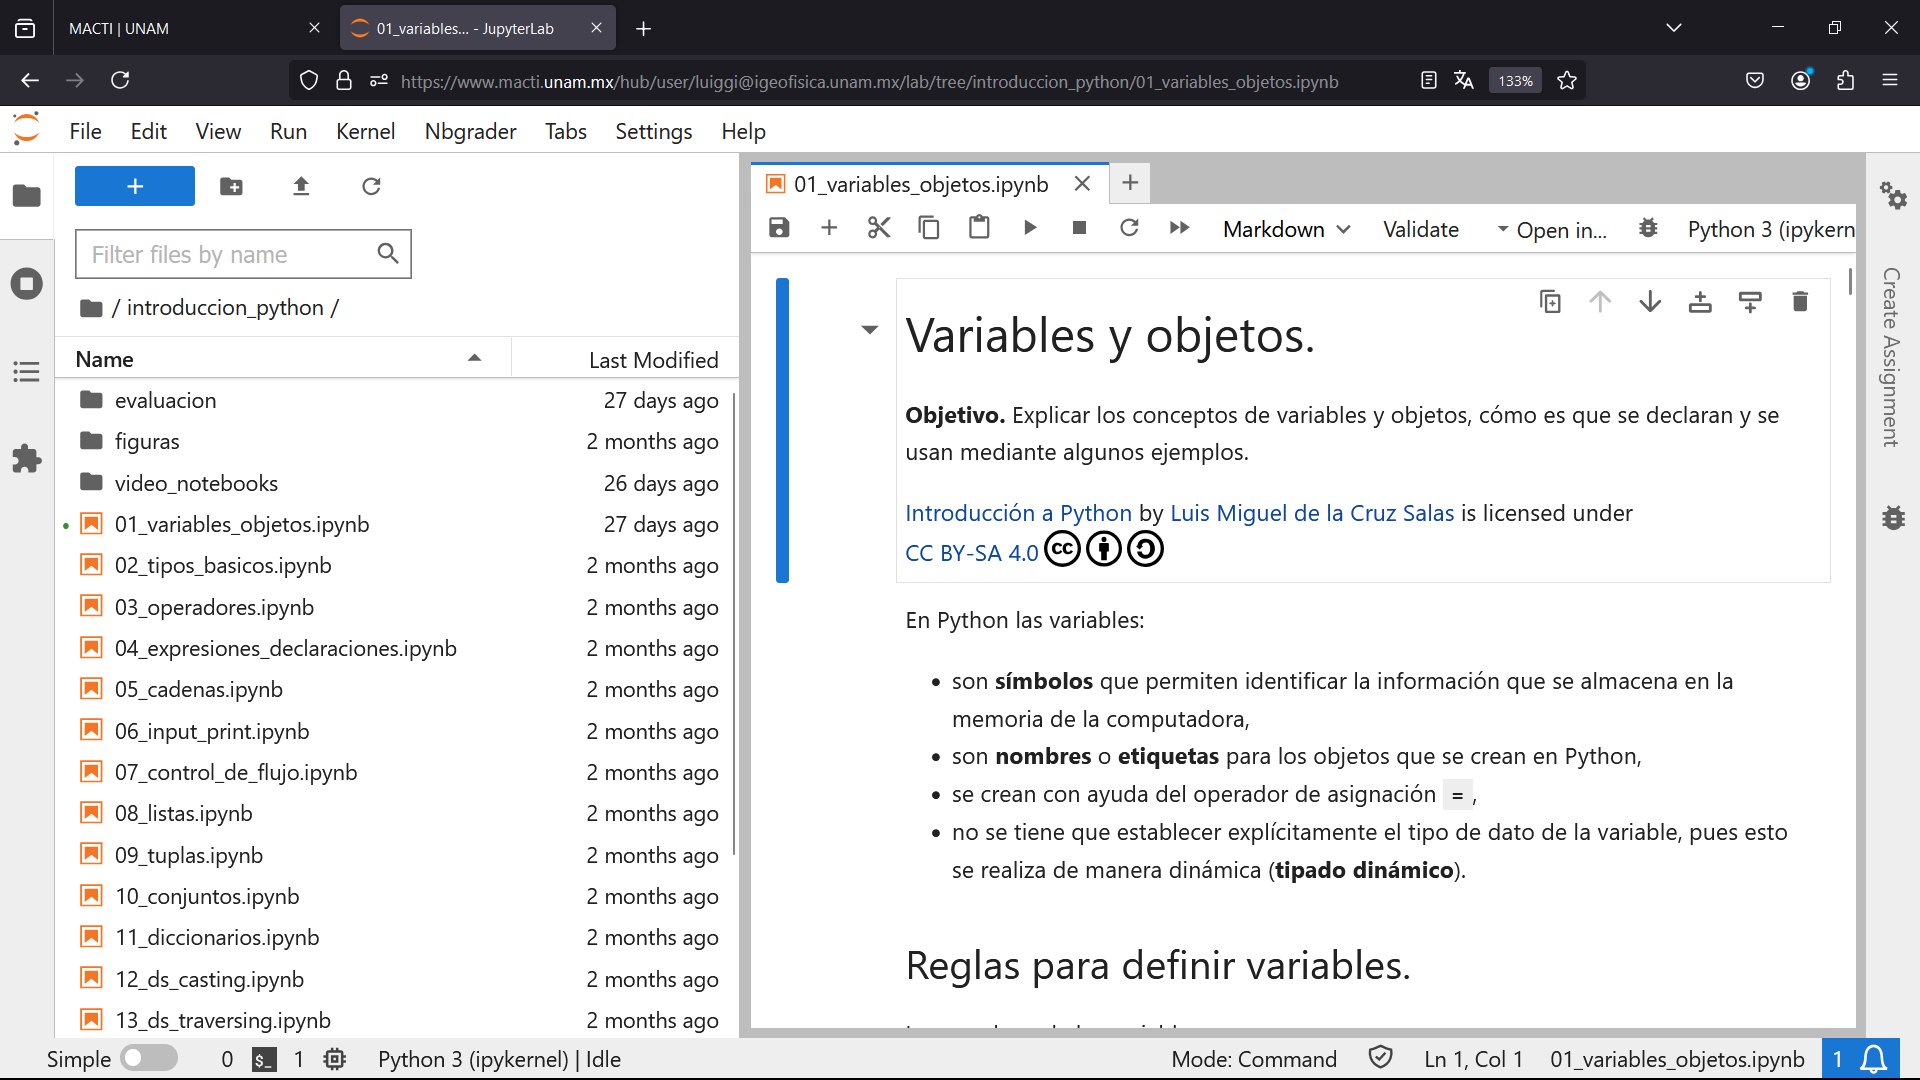 MACTI | UNAM
01_variables... - JupyterLab
https://www.macti.unam.mx/hub/user/luiggi@igeofisica.unam.mx/lab/tree/introduccion_python/01_variables_objetos.ipynb
133%
File Edit View Run Kernel Nbgrader Tabs Settings Help
Filter files by name
/ introduccion_python /
Name Last Modified
evaluacion 27 days ago
figuras 2 months ago
video_notebooks 26 days ago
01_variables_objetos.ipynb 27 days ago
02_tipos_basicos.ipynb 2 months ago
03_operadores.ipynb 2 months ago
04_expresiones_declaraciones.ipynb 2 months ago
05_cadenas.ipynb 2 months ago
06_input_print.ipynb 2 months ago
07_control_de_flujo.ipynb 2 months ago
08_listas.ipynb 2 months ago
09_tuplas.ipynb 2 months ago
10_conjuntos.ipynb 2 months ago
11_diccionarios.ipynb 2 months ago
12_ds_casting.ipynb 2 months ago
13_ds_traversing.ipynb 2 months ago
01_variables_objetos.ipynb
Markdown Validate Open in... Python 3 (ipykern
Variables y objetos.
Objetivo. Explicar los conceptos de variables y objetos, cómo es que se declaran y se
usan mediante algunos ejemplos.
Introducción a Python by Luis Miguel de la Cruz Salas is licensed under
CC BY-SA 4.0 cc
En Python las variables:
• son símbolos que permiten identificar la información que se almacena en la
memoria de la computadora,
• son nombres o etiquetas para los objetos que se crean en Python,
• se crean con ayuda del operador de asignación =,
• no se tiene que establecer explícitamente el tipo de dato de la variable, pues esto
se realiza de manera dinámica (tipado dinámico).
Reglas para definir variables.
Create Assignment
Simple 0 $_ 1 Python 3 (ipykernel) | Idle Mode: Command Ln 1, Col 1 01_variables_objetos.ipynb 1